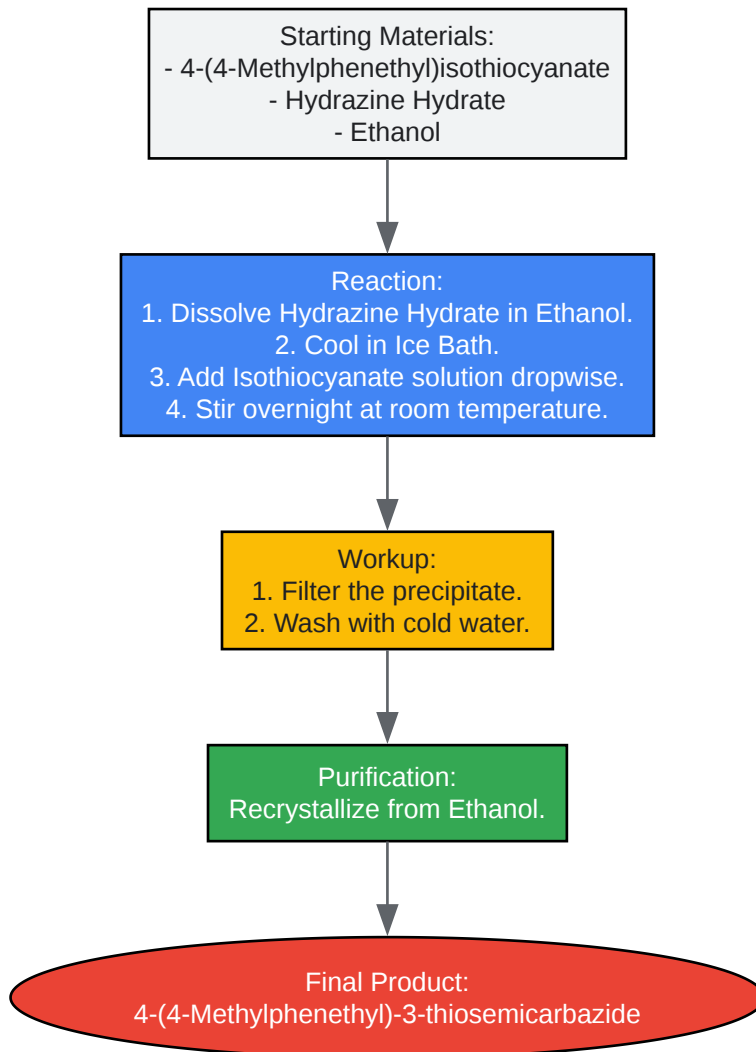 Starting Materials:
- 4-(4-Methylphenethyl)isothiocyanate
- Hydrazine Hydrate
- Ethanol
Reaction:
1. Dissolve Hydrazine Hydrate in Ethanol.
2. Cool in Ice Bath.
3. Add Isothiocyanate solution dropwise.
4. Stir overnight at room temperature.
Workup:
1. Filter the precipitate.
2. Wash with cold water.
Purification:
Recrystallize from Ethanol.
Final Product:
4-(4-Methylphenethyl)-3-thiosemicarbazide